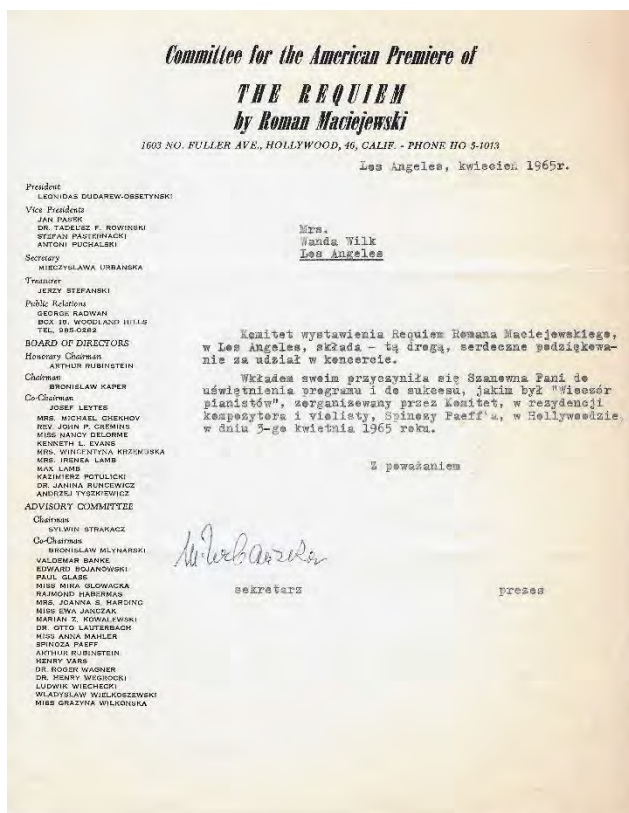 Committee for the American Premiere of
THE REQUIEM
by Roman Maciejewski
1603 NO. FULLER AVE., HOLLYWOOD, 46, CALIF. - PHONE HO 5-1013
Los Angeles, kwiecień 1965r.
President
LEONIDAS DUDAREW-OSSETYNSKI
Vice Presidents
JAN PASEK
DR. TADEUSZ F. ROWINSKI
STEFAN PASTERNACKI
ANTONI PUCHALSKI
Secretary
MIECZYSLAWA URBANSKA
Treasurer
JERZY STEFANSKI
Public Relations
GEORGE RADWAN
BOX 18, WOODLAND HILLS
TEL. 985-0282
BOARD OF DIRECTORS
Honorary Chairman
ARTHUR RUBINSTEIN
Chairman
BRONISLAW KAPER
Co-Chairman
JOSEF LEYTES
MRS. MICHAEL CHEKHOV
REV. JOHN P. CREMINS
MISS NANCY DELORME
KENNETH L. EVANS
MRS. WINCENTYNA KRZEMUSKA
MRS. IRENEA LAMB
MAX LAMB
KAZIMIERZ POTULICKI
DR. JANINA RUNCEWICZ
ANDRZEJ TYSZKIEWICZ
ADVISORY COMMITTEE
Chairman
SYLWIN STRAKACZ
Co-Chairman
BRONISLAW MLYNARSKI
VALDEMAR BANKE
EDWARD BOJANOWSKI
PAUL GLASS
MISS MIRA GLOWACKA
RAJMOND HABERMAS
MRS. JOANNA S. HARDING
MISS EWA JANCZAK
MARIAN Z. KOWALEWSKI
DR. OTTO LAUTERBACH
MISS ANNA MAHLER
SPINOZA PAEFF
ARTHUR RUBINSTEIN
HENRY VARS
DR. ROGER WAGNER
DR. HENRY WEGROCKI
LUDWIK WIECHECKI
WLADYSLAW WIELKOSZEWSKI
MISS GRAZYNA WILKONSKA
Mrs.
Wanda Wilk
Los Angeles
Komitet wystawienia Requiem Romana Maciejewskiego,
w Los Angeles, składa - tą drogą, serdeczne podziękowa-
nie za udział w koncercie.
Wkładem swoim przyczyniła się Szanowna Pani do
uświetnienia programu i do sukcesu, jakim był "Wieczór
pianistów", zorganizowany przez Komitet, w rezydencji
kompozytora i violisty, Spinozy Paeff'a, w Hollywoodzie,
w dniu 3-go kwietnia 1965 roku.
Z poważaniem
M. Urbańska
sekretarz
prezes